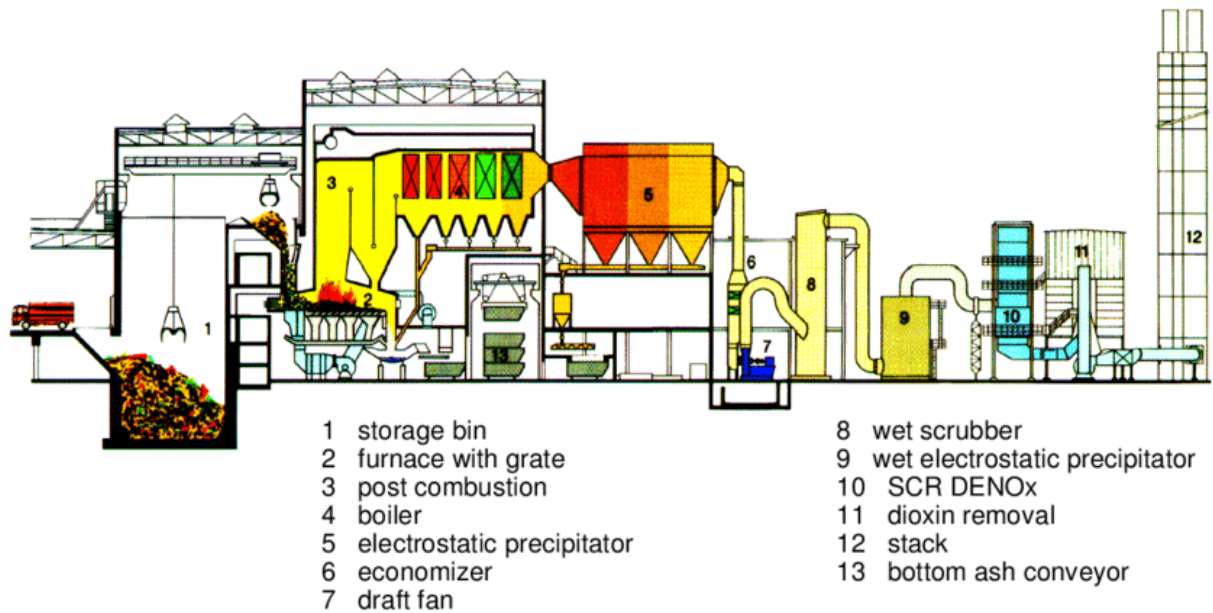 3
4
5
6
12
11
1
2
8
9
10
7
13
1 storage bin
2 furnace with grate
3 post combustion
4 boiler
5 electrostatic precipitator
6 economizer
7 draft fan
8 wet scrubber
9 wet electrostatic precipitator
10 SCR DENOx
11 dioxin removal
12 stack
13 bottom ash conveyor